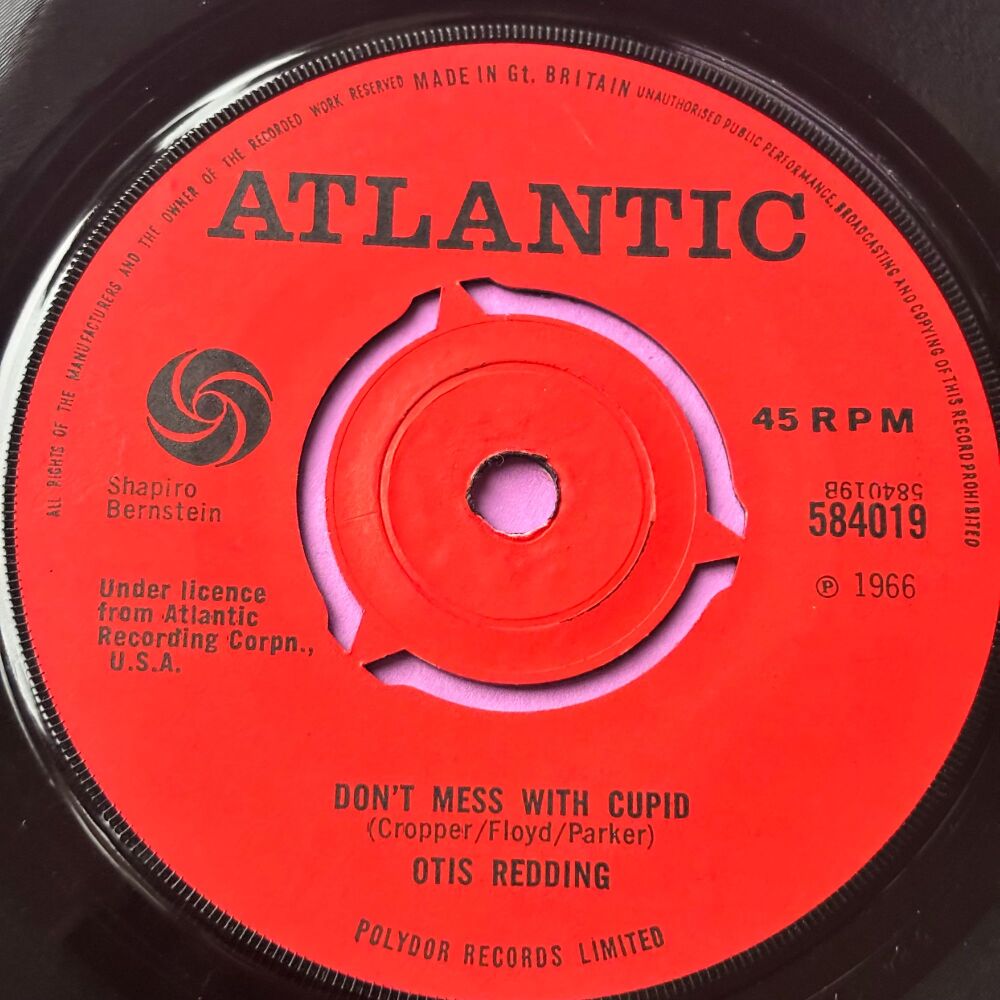 ALL RIGHTS OF THE MANUFACTURERS AND THE OWNER OF THE RECORDED WORK RESERVED MADE IN Gt. BRITAIN UNAUTHORISED PUBLIC PERFORMANCE, BROADCASTING AND COPYING OF THIS RECORD PROHIBITED
ATLANTIC
45 RPM
Shapiro
Bernstein
584019B
584019
℗ 1966
Under licence
from Atlantic
Recording Corpn.,
U.S.A.
DON'T MESS WITH CUPID
(Cropper/Floyd/Parker)
OTIS REDDING
POLYDOR RECORDS LIMITED